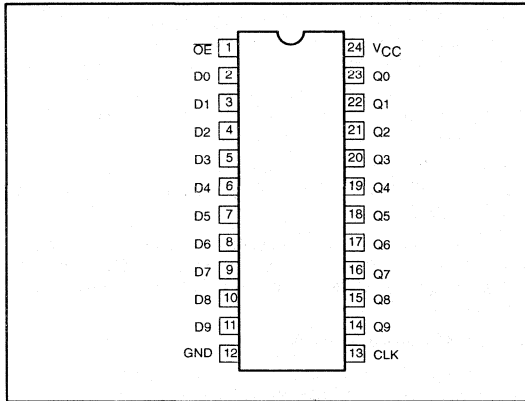 O̅E̅ 1 24 VCC
D0 2 23 Q0
D1 3 22 Q1
D2 4 21 Q2
D3 5 20 Q3
D4 6 19 Q4
D5 7 18 Q5
D6 8 17 Q6
D7 9 16 Q7
D8 10 15 Q8
D9 11 14 Q9
GND 12 13 CLK